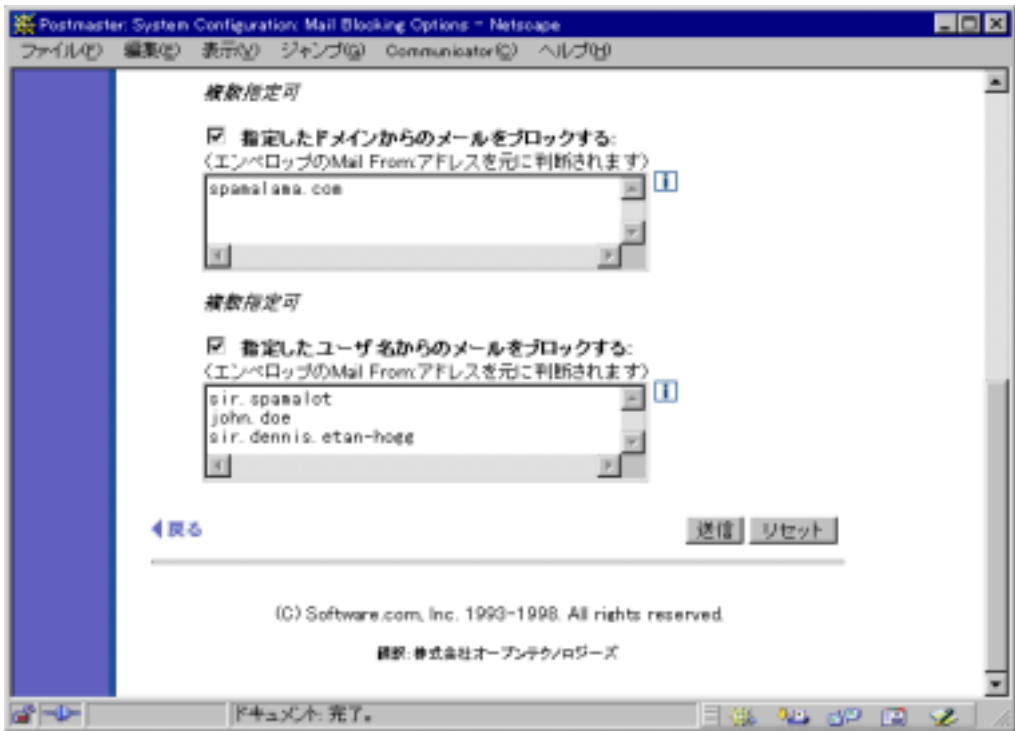 Postmaster: System Configuration: Mail Blocking Options - Netscape
ファイル(F) 編集(E) 表示(V) ジャンプ(G) Communicator(C) ヘルプ(H)
複数指定可
指定したドメインからのメールをブロックする:
(エンベロップのMail From:アドレスを元に判断されます)
spamalama.com
複数指定可
指定したユーザ名からのメールをブロックする:
(エンベロップのMail From:アドレスを元に判断されます)
sir.spamalot
john.doe
sir.dennis.etan-hogg
戻る
送信 リセット
(C) Software.com, Inc. 1993-1998. All rights reserved.
翻訳:株式会社オープンテクノロジーズ
ドキュメント: 完了。